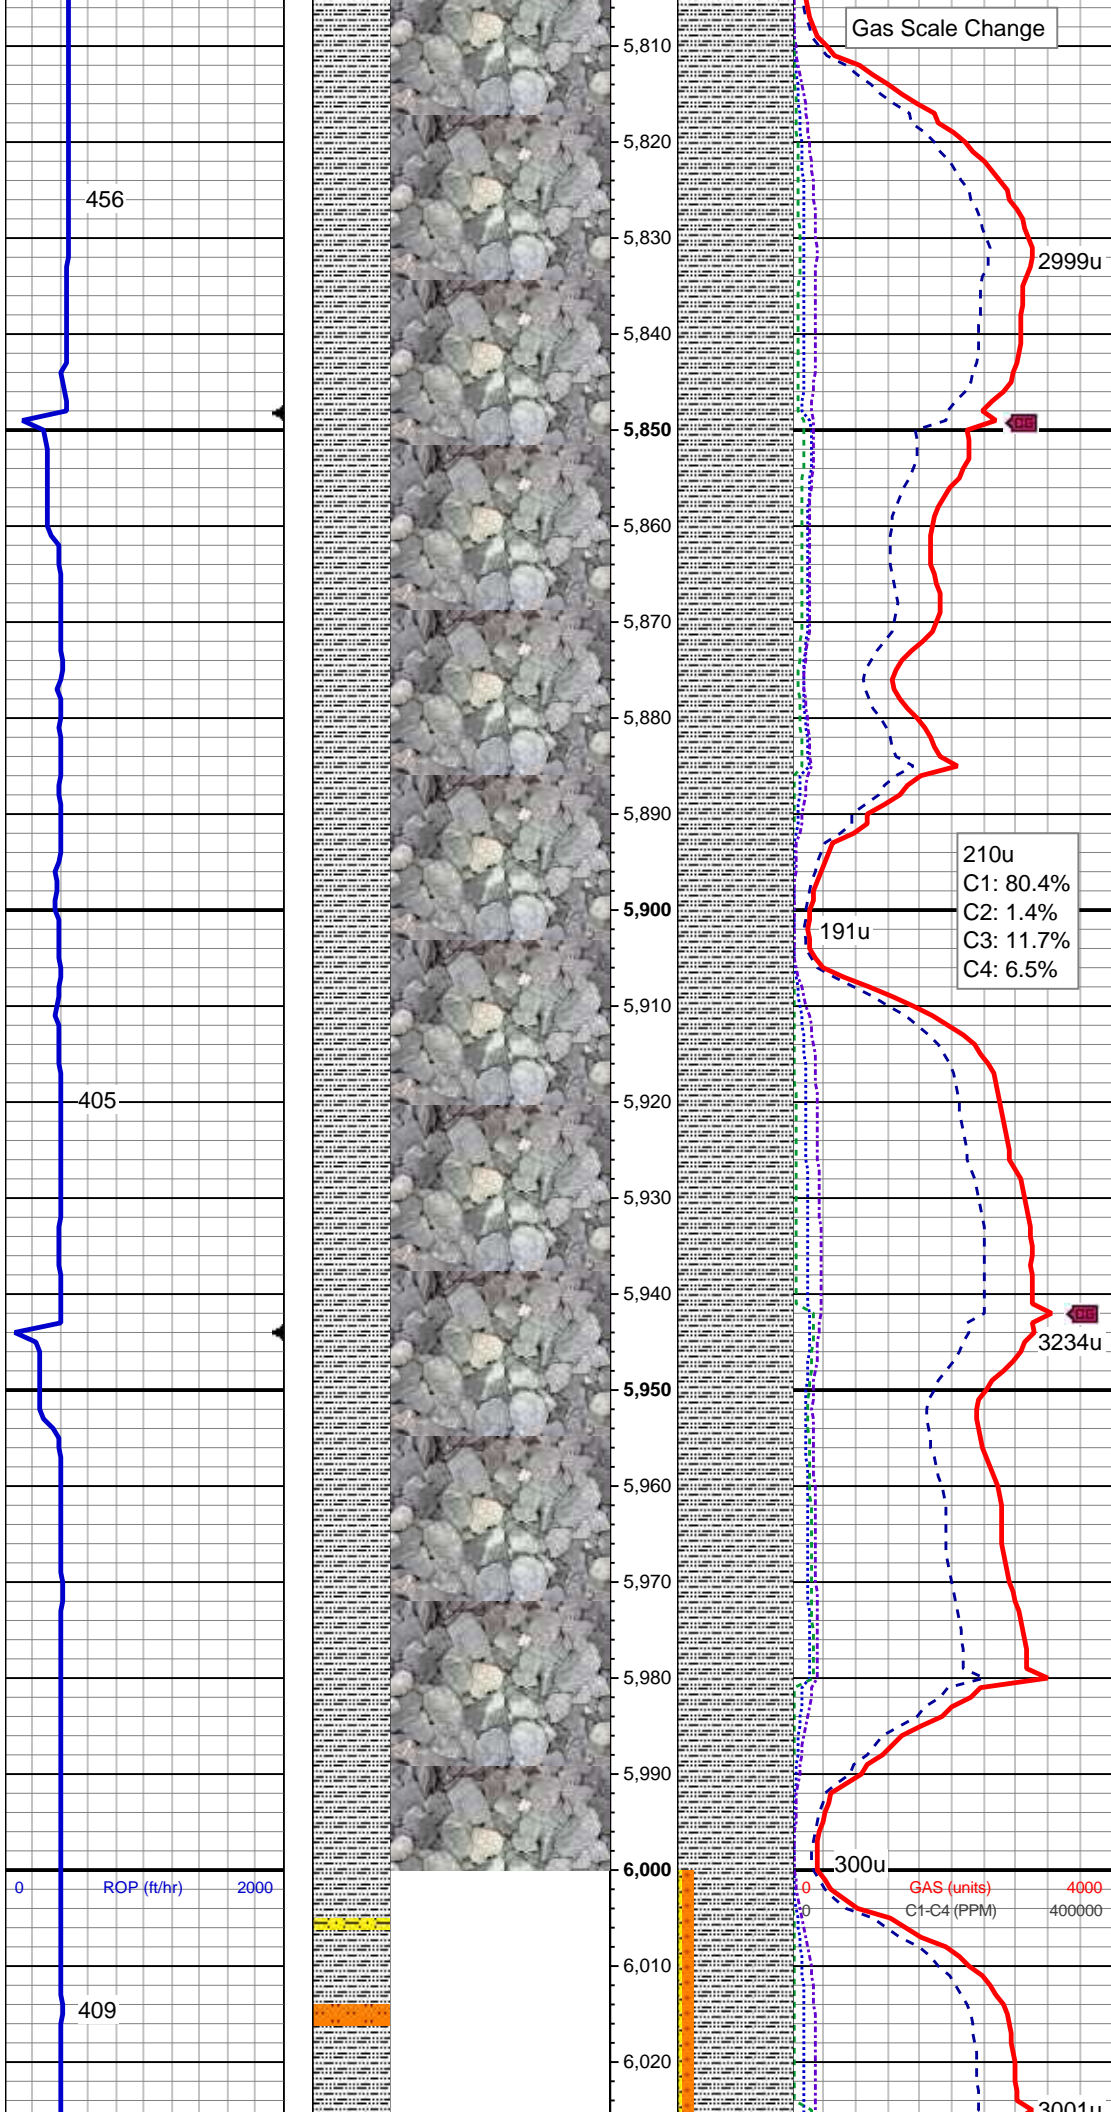 Gas Scale Change
5,810
5,820
456
5,830
2999u
5,840
CG
5,850
5,860
5,870
5,880
5,890
210u
C1: 80.4%
C2: 1.4%
C3: 11.7%
C4: 6.5%
5,900
191u
5,910
405
5,920
5,930
5,940
CG
3234u
5,950
5,960
5,970
5,980
5,990
300u
6,000
0 ROP (ft/hr) 2000
0 GAS (units) 4000
0 C1-C4 (PPM) 400000
6,010
409
6,020
3001u